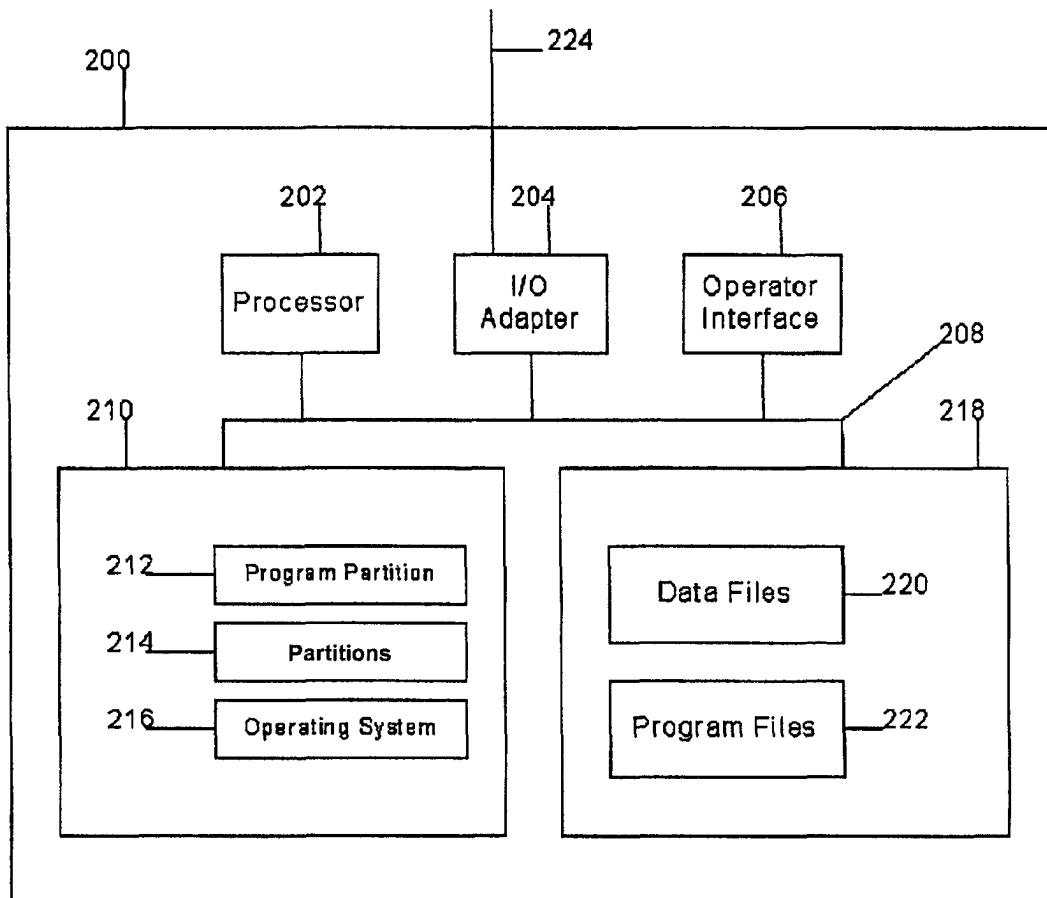 224
200
202
204
206
Processor
I/O
Adapter
Operator
Interface
208
210
218
212
Program Partition
214
Partitions
216
Operating System
Data Files
220
Program Files
222